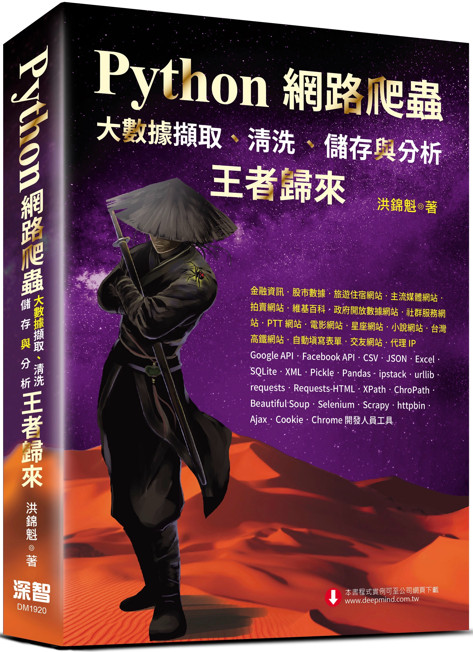 Python 網路爬蟲
大數據擷取、清洗、儲存與分析
王者歸來
洪錦魁◎著
金融資訊．股市數據．旅遊住宿網站．主流媒體網站．
拍賣網站．維基百科．政府開放數據網站．社群服務網
站．PTT 網站．電影網站．星座網站．小說網站．台灣
高鐵網站．自動填寫表單．交友網站．代理 IP
Google API．Facebook API．CSV．JSON．Excel．
SQLite．XML．Pickle．Pandas．ipstack．urllib．
requests．Requests-HTML．XPath．ChroPath．
Beautiful Soup．Selenium．Scrapy．httpbin．
Ajax．Cookie．Chrome 開發人員工具
本書程式實例可至公司網頁下載
www.deepmind.com.tw
Python 網路爬蟲
大數據擷取、清洗
儲存與分析
王者歸來
洪錦魁◎著
深智
DM1920